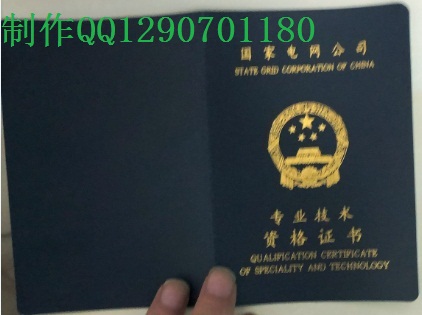 制作QQ1290701180
国家电网公司
STATE GRID CORPORATION OF CHINA
专业技术
资格证书
QUALIFICATION CERTIFICATE
OF SPECIALITY AND TECHNOLOGY